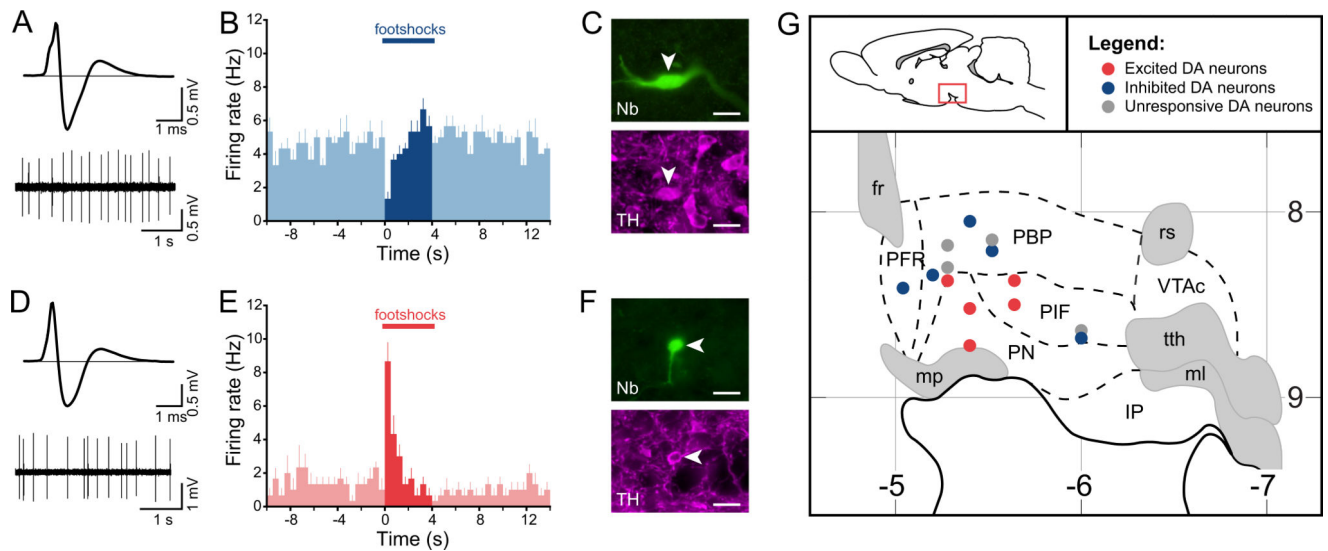 A
0.5 mV
1 ms
0.5 mV
1 s
B
footshocks
Firing rate (Hz)
12
10
8
6
4
2
0
-8 -4 0 4 8 12
Time (s)
C
Nb
TH
D
0.5 mV
1 ms
1 mV
1 s
E
footshocks
Firing rate (Hz)
12
10
8
6
4
2
0
-8 -4 0 4 8 12
Time (s)
F
Nb
TH
G
Legend:
Excited DA neurons
Inhibited DA neurons
Unresponsive DA neurons
fr
PBP
rs
PFR
VTAc
PIF
tth
PN
mp
ml
IP
8
9
-5 -6 -7